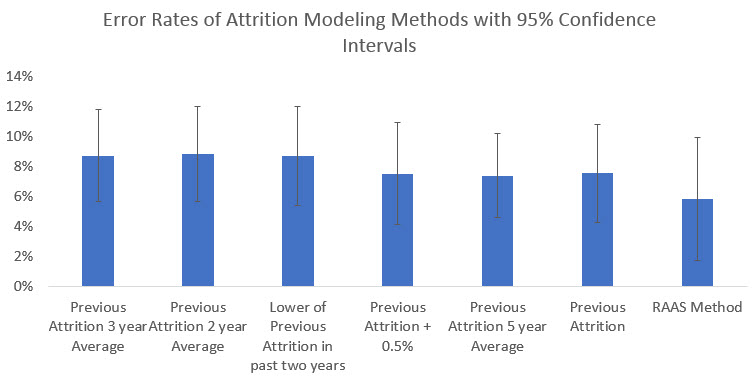 Error Rates of Attrition Modeling Methods with 95% Confidence
Intervals
14%
12%
10%
8%
6%
4%
2%
0%
Previous
Attrition 3 year
Average
Previous
Attrition 2 year
Average
Lower of
Previous
Attrition in
past two years
Previous
Attrition +
0.5%
Previous
Attrition 5 year
Average
Previous
Attrition
RAAS Method